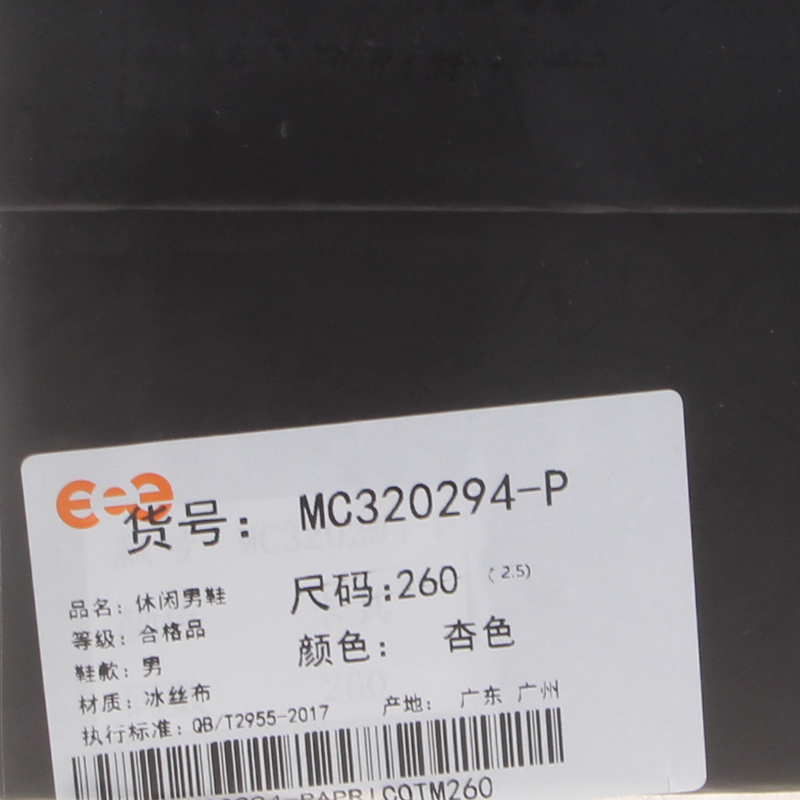 货号： MC320294-P
尺码:260 (2.5)
颜色： 杏色
品名：休闲男鞋
等级：合格品
鞋款：男
材质：冰丝布
执行标准：QB/T2955-2017
产地： 广东 广州